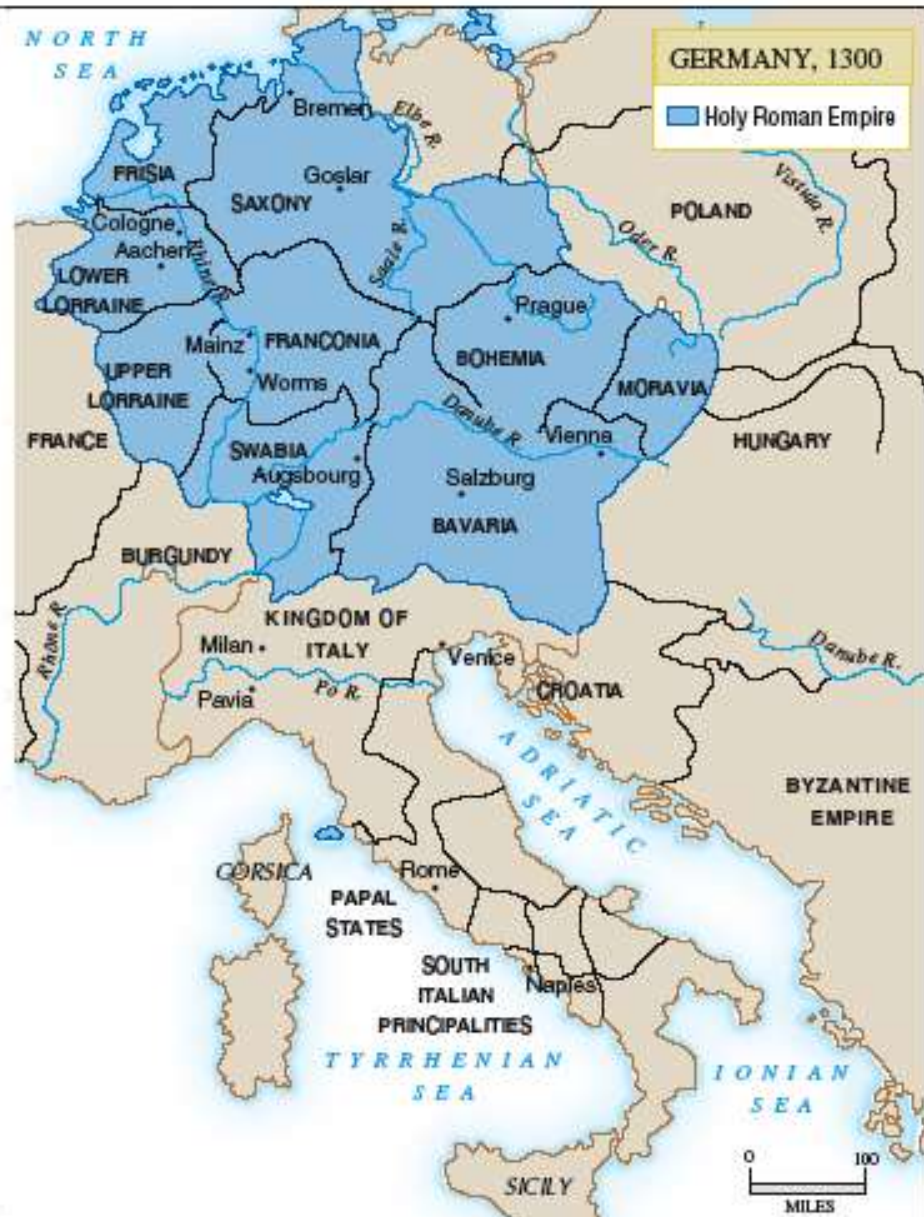 NORTH
SEA
GERMANY, 1300
Holy Roman Empire
Bremen
Elbe R.
FRISIA
Goslar
SAXONY
Vistula R.
POLAND
Cologne
Aachen
Rhine R.
Saale R.
Oder R.
LOWER
LORRAINE
Prague
Mainz
FRANCONIA
BOHEMIA
UPPER
LORRAINE
Worms
MORAVIA
FRANCE
SWABIA
Danube R.
Vienna
HUNGARY
Augsbourg
Salzburg
BAVARIA
BURGUNDY
Rhône R.
KINGDOM OF
ITALY
Milan
Venice
Danube R.
Pavia
Po R.
CROATIA
ADRIATIC
SEA
BYZANTINE
EMPIRE
CORSICA
Rome
PAPAL
STATES
SOUTH
ITALIAN
PRINCIPALITIES
Naples
TYRRHENIAN
SEA
IONIAN
SEA
SICILY
0 100
MILES